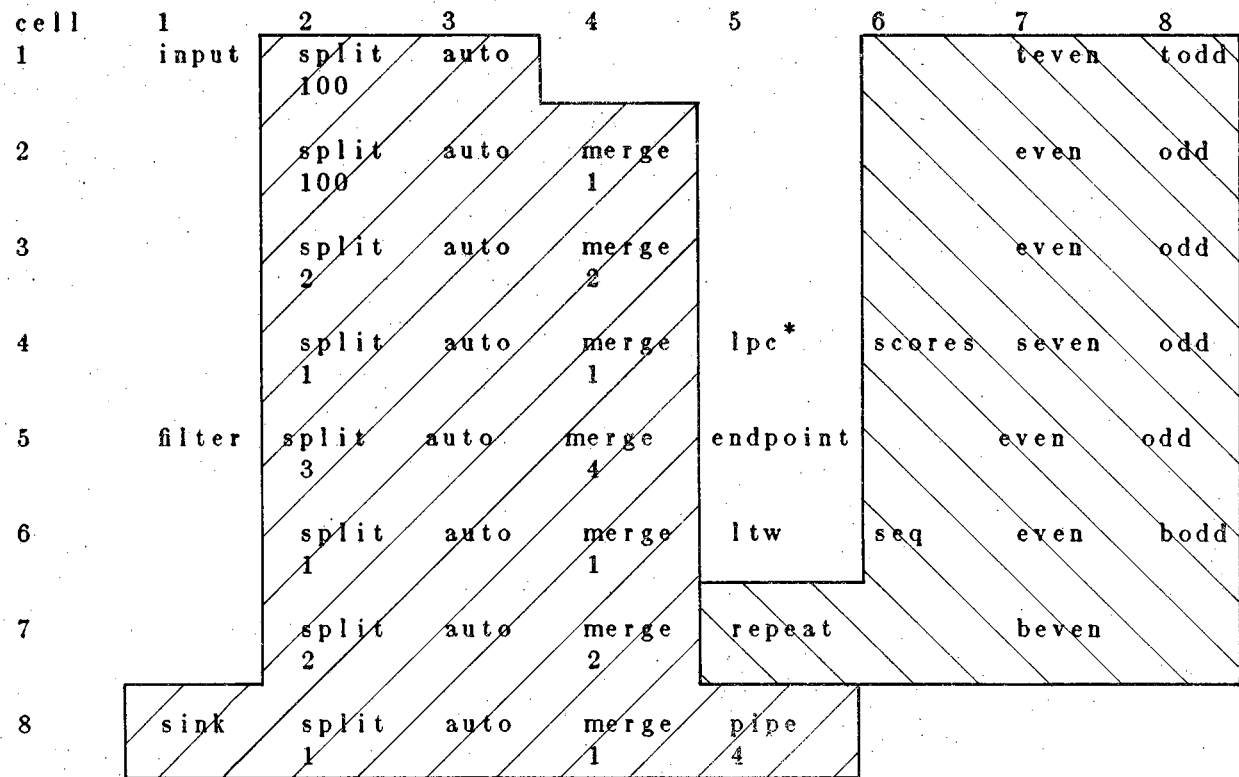 cell 1 2 3 4 5 6 7 8
1 input split auto teven todd
100
2 split auto merge even odd
100 1
3 split auto merge even odd
2 2
4 split auto merge lpc* scores seven odd
1 1
5 filter split auto merge endpoint even odd
3 4
6 split auto merge ltw seq even bodd
1 1
7 split auto merge repeat beven
2 2
8 sink split auto merge pipe
1 1 4